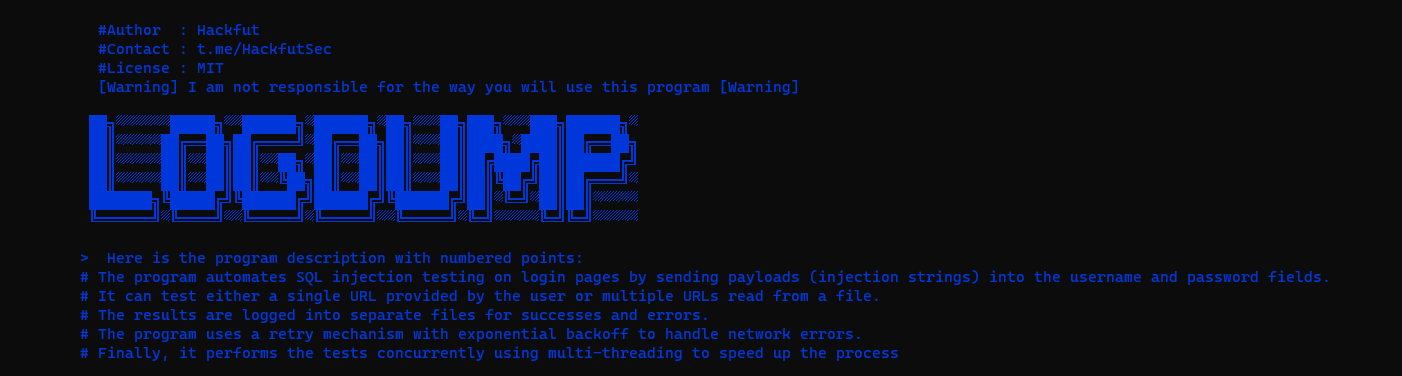 #Author : Hackfut
#Contact : t.me/HackfutSec
#License : MIT
[Warning] I am not responsible for the way you will use this program [Warning]
LOGDUMP
> Here is the program description with numbered points:
# The program automates SQL injection testing on login pages by sending payloads (injection strings) into the username and password fields.
# It can test either a single URL provided by the user or multiple URLs read from a file.
# The results are logged into separate files for successes and errors.
# The program uses a retry mechanism with exponential backoff to handle network errors.
# Finally, it performs the tests concurrently using multi-threading to speed up the process